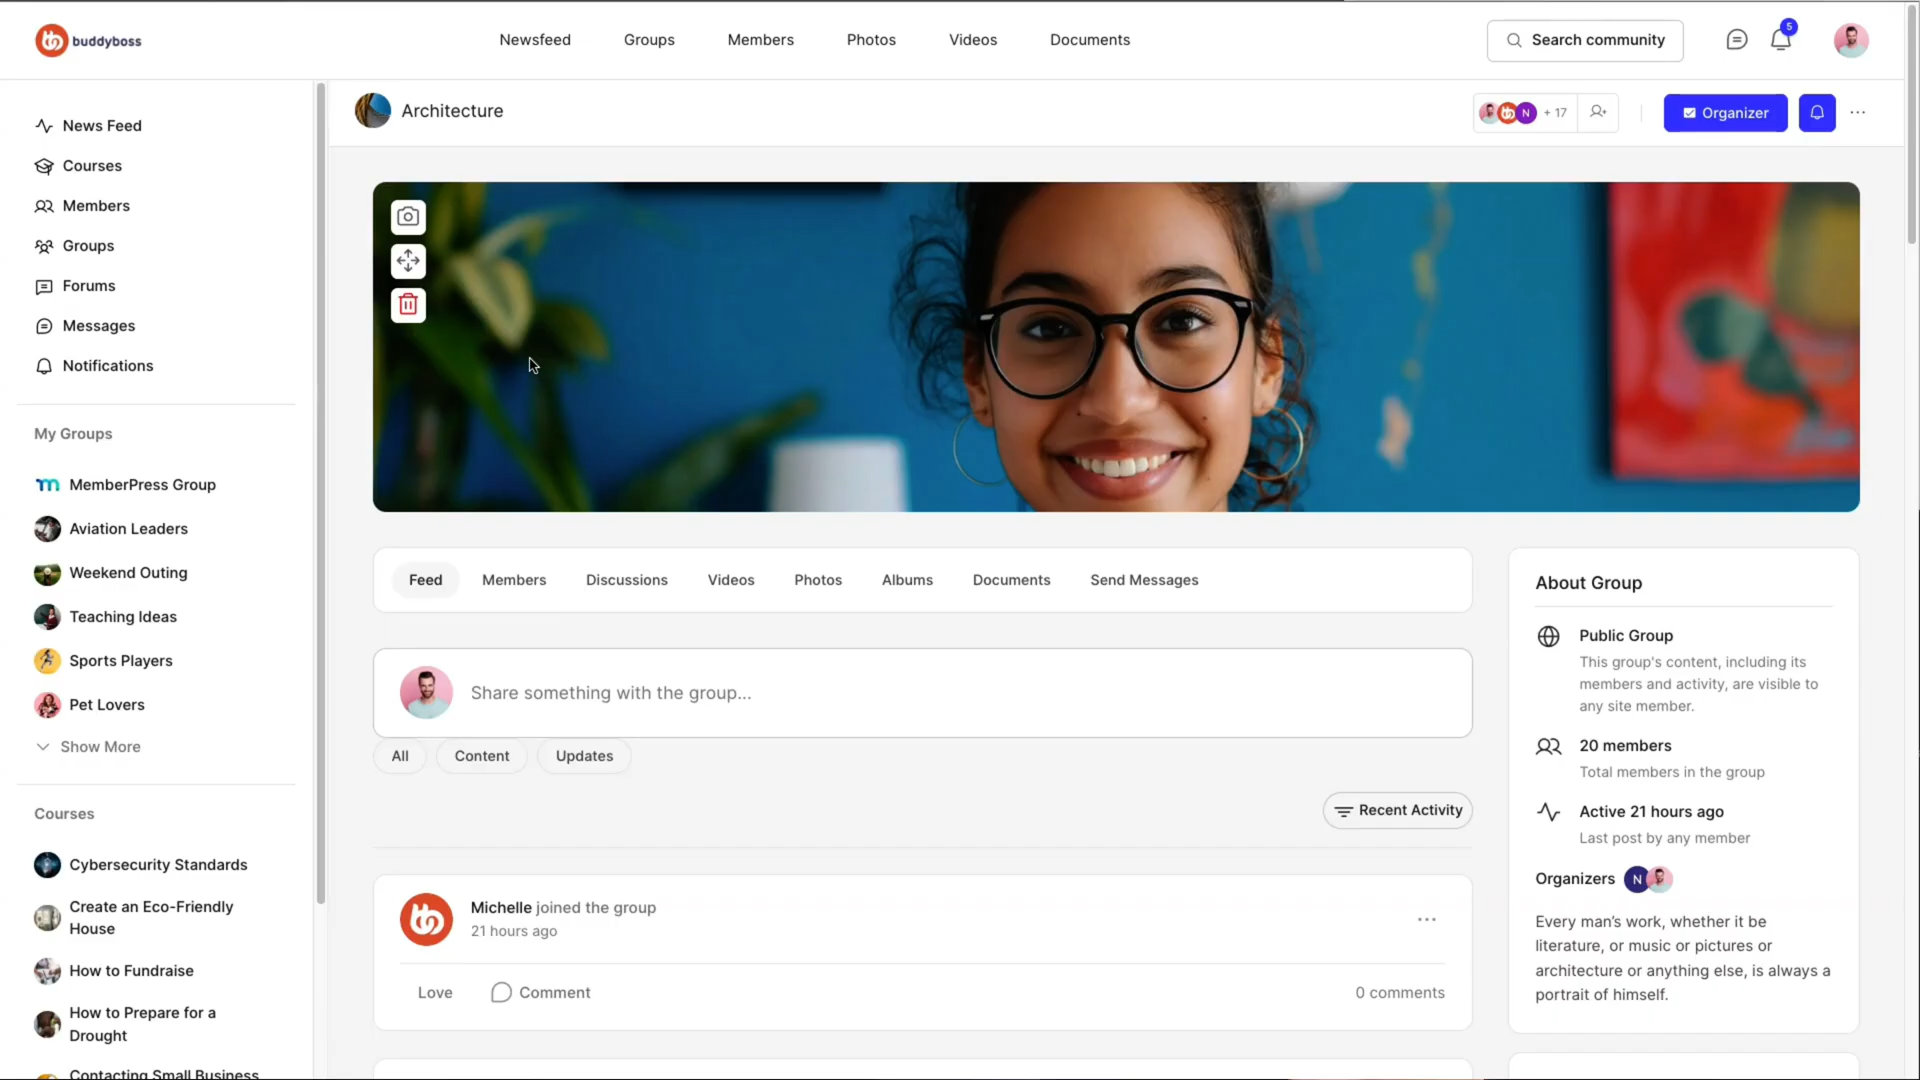 buddyboss
Newsfeed
Groups
Members
Photos
Videos
Documents
Search community
5
News Feed
Courses
Members
Groups
Forums
Messages
Notifications
My Groups
MemberPress Group
Aviation Leaders
Weekend Outing
Teaching Ideas
Sports Players
Pet Lovers
Show More
Courses
Cybersecurity Standards
Create an Eco-Friendly
House
How to Fundraise
How to Prepare for a
Drought
Contacting Small Business
Architecture
N
+ 17
Organizer
Feed
Members
Discussions
Videos
Photos
Albums
Documents
Send Messages
Share something with the group...
All
Content
Updates
Recent Activity
Michelle joined the group
21 hours ago
Love
Comment
0 comments
About Group
Public Group
This group's content, including its
members and activity, are visible to
any site member.
20 members
Total members in the group
Active 21 hours ago
Last post by any member
Organizers
N
Every man’s work, whether it be
literature, or music or pictures or
architecture or anything else, is always a
portrait of himself.